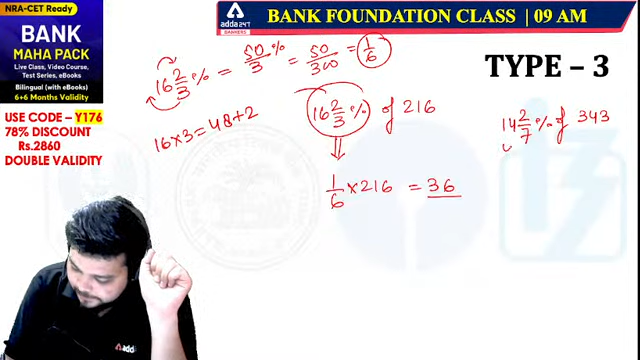 NRA-CET Ready
BANK
MAHA PACK
Live Class, Video Course,
Test Series, eBooks
Bilingual (with eBooks)
6+6 Months Validity
USE CODE – Y176
78% DISCOUNT
Rs.2860
DOUBLE VALIDITY
adda247
BANKERS
BANK FOUNDATION CLASS | 09 AM
TYPE – 3
16 2/3 % = 50/3 % = 50/300 = 1/6
16×3 = 48+2
16 2/3 % of 216
1/6 × 216 = 36
14 2/7 % of 343